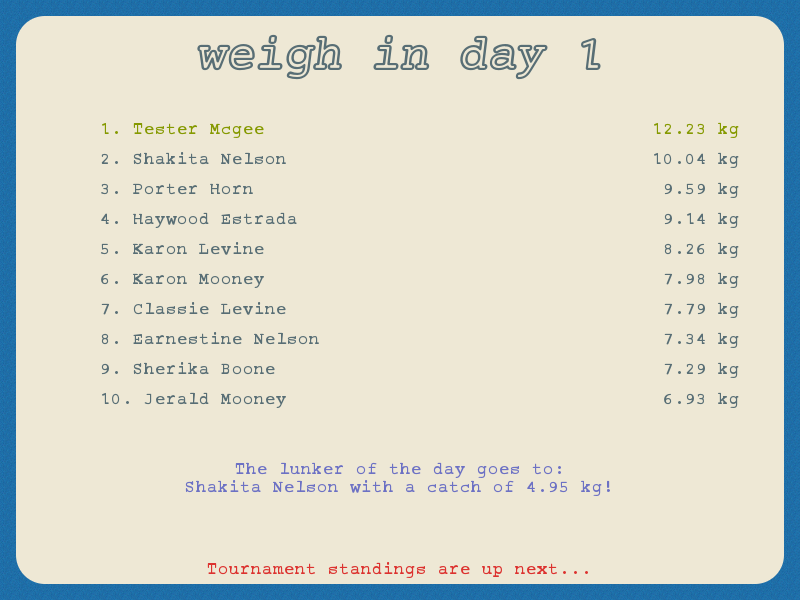 weigh in day 1
1. Tester Mcgee 12.23 kg
2. Shakita Nelson 10.04 kg
3. Porter Horn 9.59 kg
4. Haywood Estrada 9.14 kg
5. Karon Levine 8.26 kg
6. Karon Mooney 7.98 kg
7. Classie Levine 7.79 kg
8. Earnestine Nelson 7.34 kg
9. Sherika Boone 7.29 kg
10. Jerald Mooney 6.93 kg
The lunker of the day goes to:
Shakita Nelson with a catch of 4.95 kg!
Tournament standings are up next...